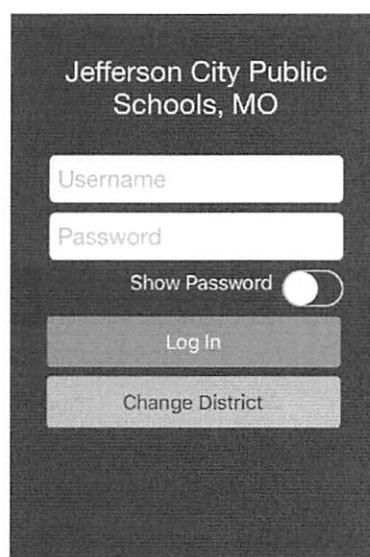 Jefferson City Public
Schools, MO
Username
Password
Show Password
Log In
Change District